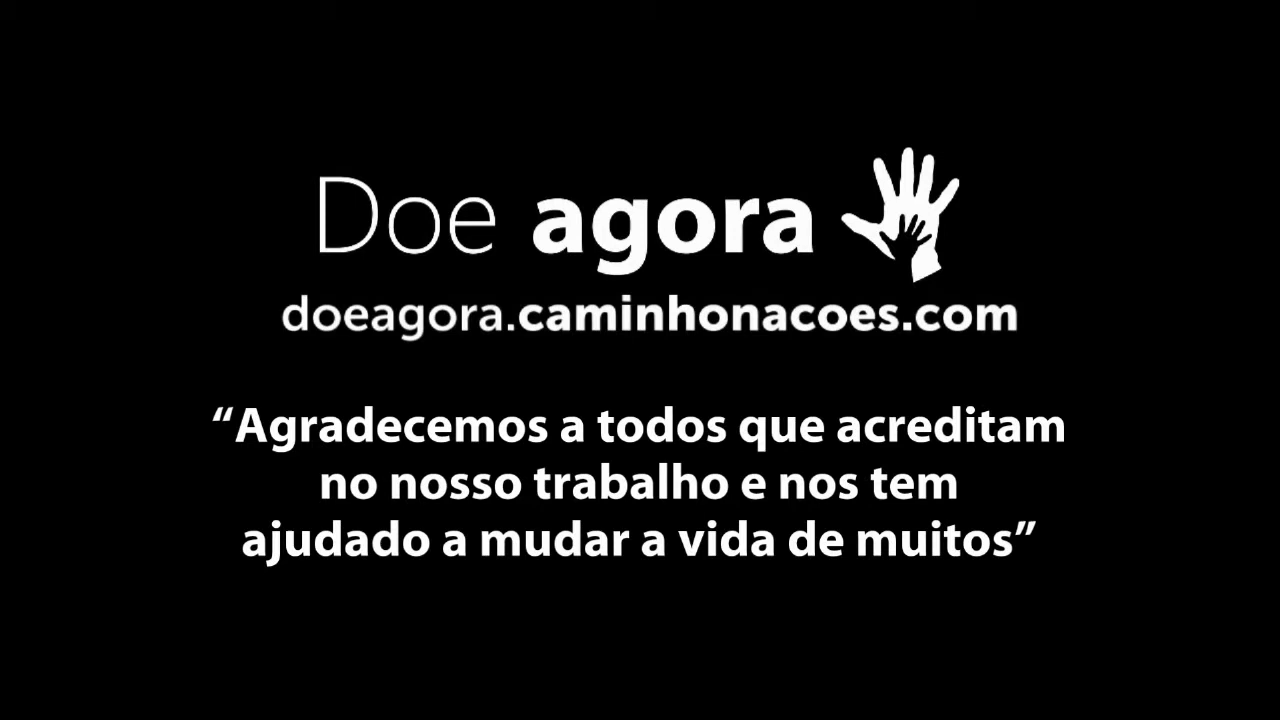 Doe agora
doeagora.caminhonacoes.com
“Agradecemos a todos que acreditam
no nosso trabalho e nos tem
ajudado a mudar a vida de muitos”